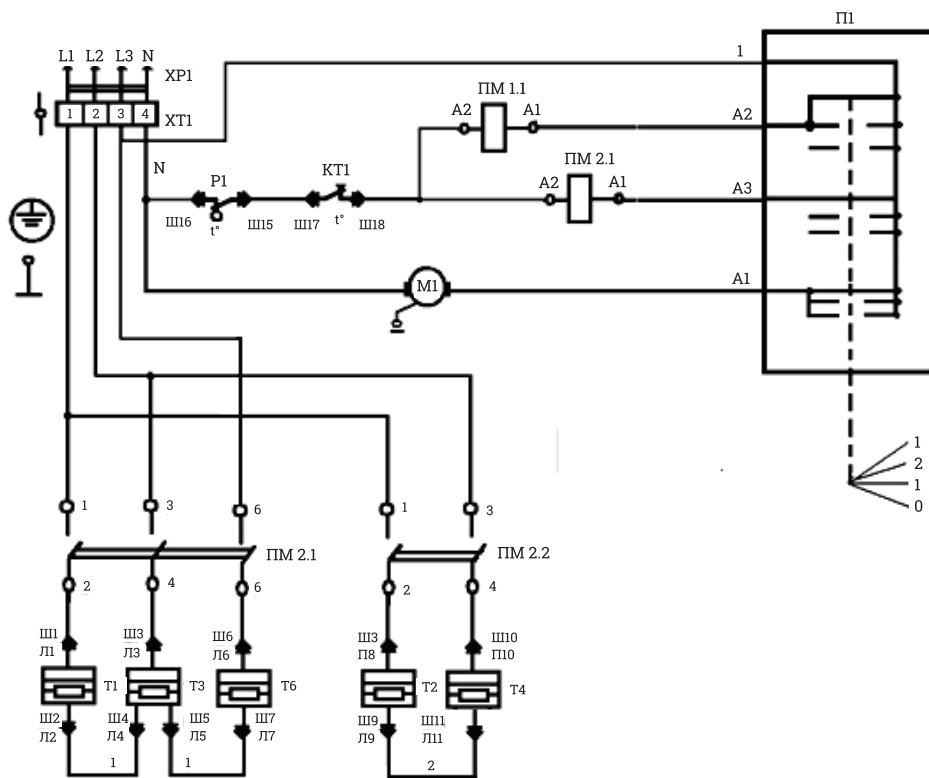 П1
L1 L2 L3 N
XP1
1
1 2 3 4
XT1
ПМ 1.1
A2 A1
A2
N
P1
KT1
ПМ 2.1
A2 A1
A3
Ш16
t°
Ш15
Ш17
t°
Ш18
M1
A1
1
2
1
0
1
3
6
1
3
ПМ 2.1
ПМ 2.2
2
4
6
2
4
Ш1
Л1
Ш3
Л3
Ш6
Л6
Ш3
П8
Ш10
П10
T1
T3
T6
T2
T4
Ш2
Л2
Ш4
Л4
Ш5
Л5
Ш7
Л7
Ш9
Л9
Ш11
Л11
1
1
2